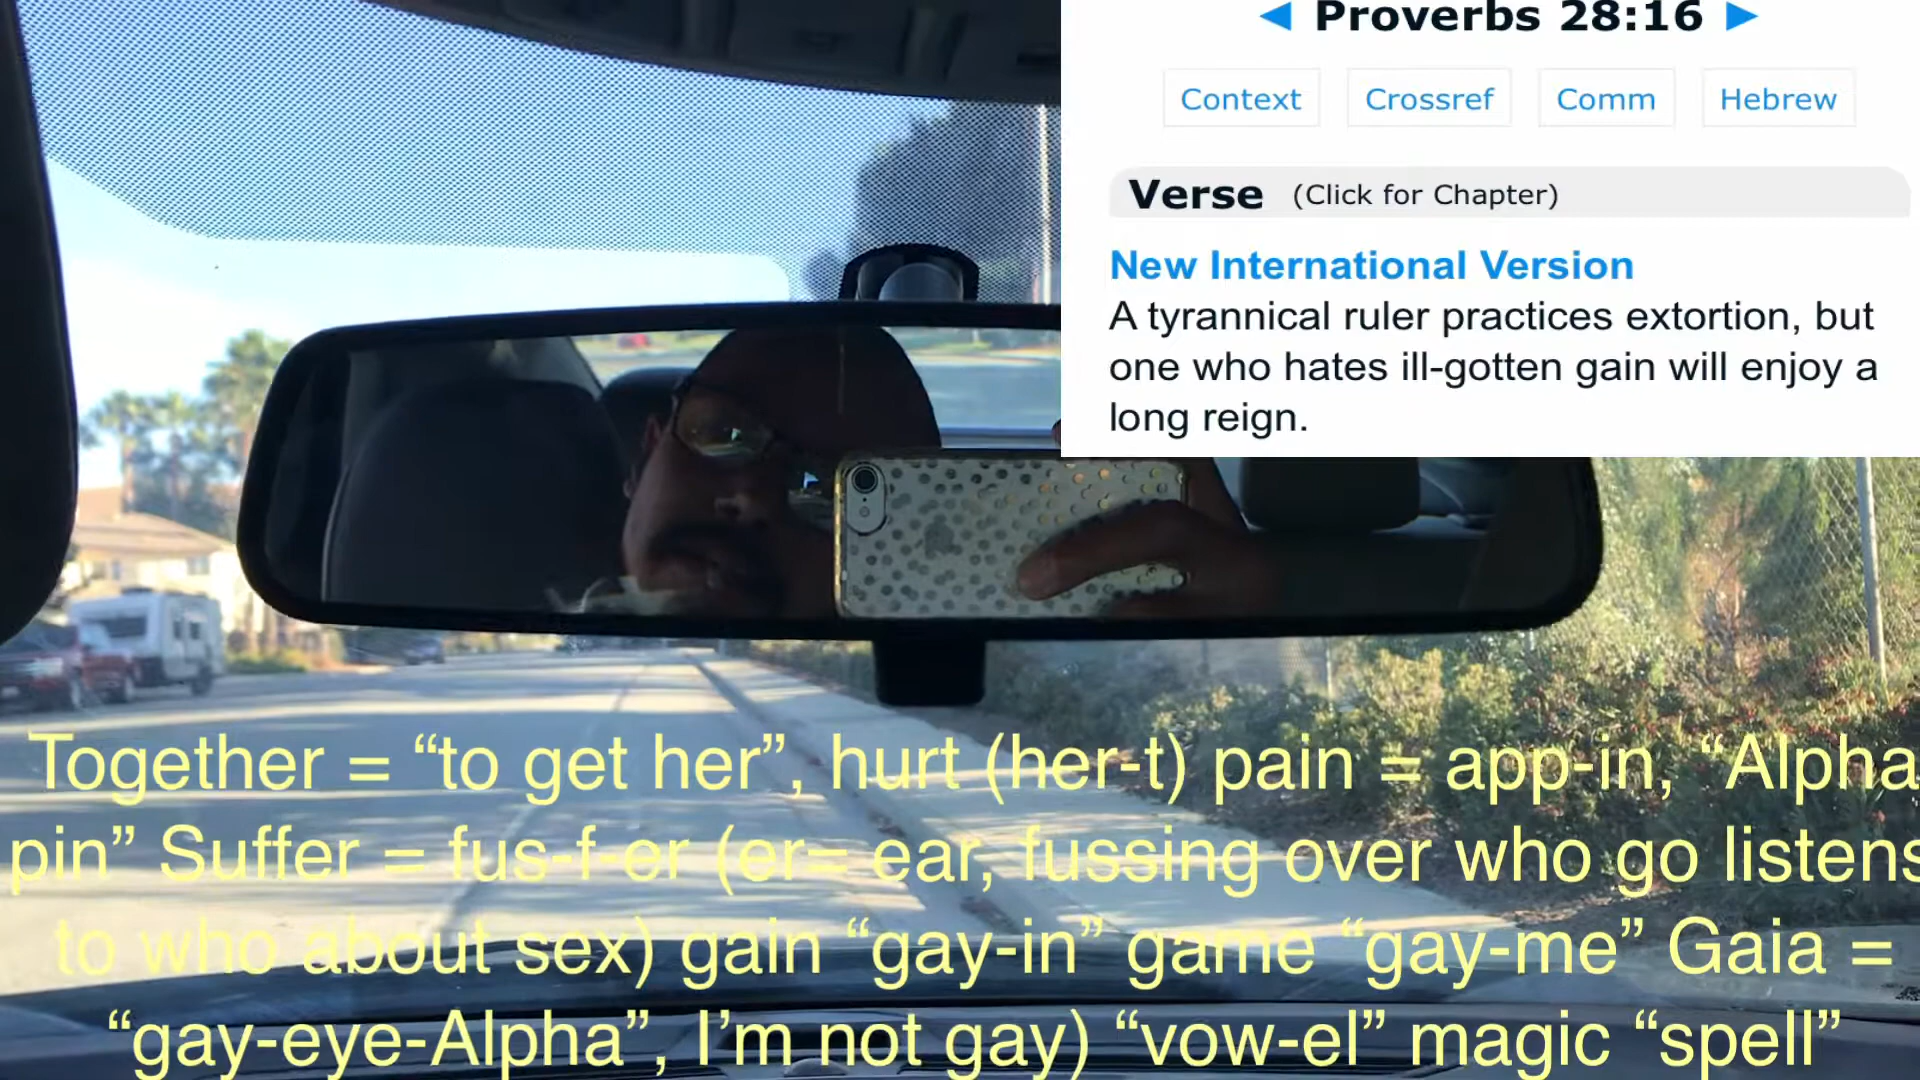 ◀ Proverbs 28:16 ▶
Context Crossref Comm Hebrew
Verse (Click for Chapter)
New International Version
A tyrannical ruler practices extortion, but
one who hates ill-gotten gain will enjoy a
long reign.
Together = “to get her”, hurt (her-t) pain = app-in, “Alpha
pin” Suffer = fus-f-er (er= ear, fussing over who go listens
to who about sex) gain “gay-in” game “gay-me” Gaia =
“gay-eye-Alpha”, I’m not gay) “vow-el” magic “spell”